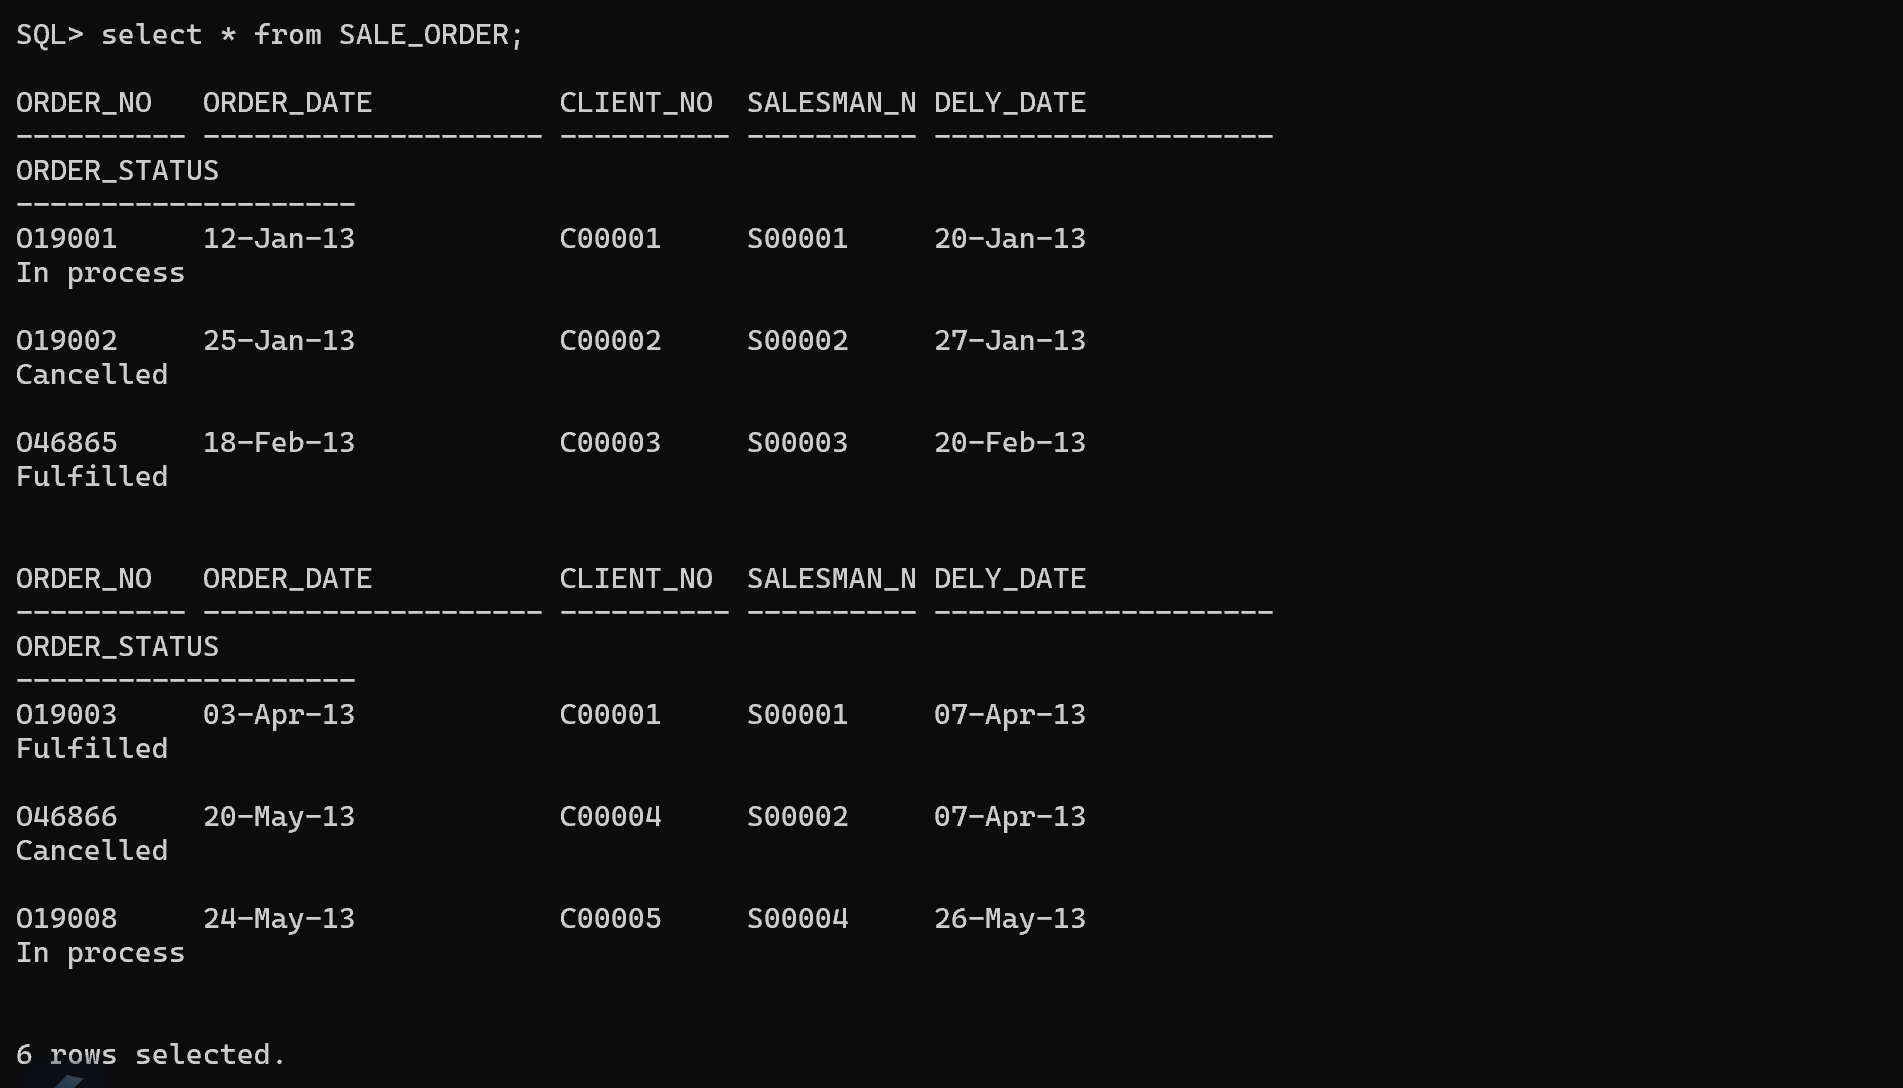 SQL> select * from SALE_ORDER;
ORDER_NO   ORDER_DATE           CLIENT_NO  SALESMAN_N DELY_DATE
---------- -------------------- ---------- ---------- --------------------
ORDER_STATUS
--------------------
O19001     12-Jan-13            C00001     S00001     20-Jan-13
In process
O19002     25-Jan-13            C00002     S00002     27-Jan-13
Cancelled
O46865     18-Feb-13            C00003     S00003     20-Feb-13
Fulfilled
ORDER_NO   ORDER_DATE           CLIENT_NO  SALESMAN_N DELY_DATE
---------- -------------------- ---------- ---------- --------------------
ORDER_STATUS
--------------------
O19003     03-Apr-13            C00001     S00001     07-Apr-13
Fulfilled
O46866     20-May-13            C00004     S00002     07-Apr-13
Cancelled
O19008     24-May-13            C00005     S00004     26-May-13
In process
6 rows selected.